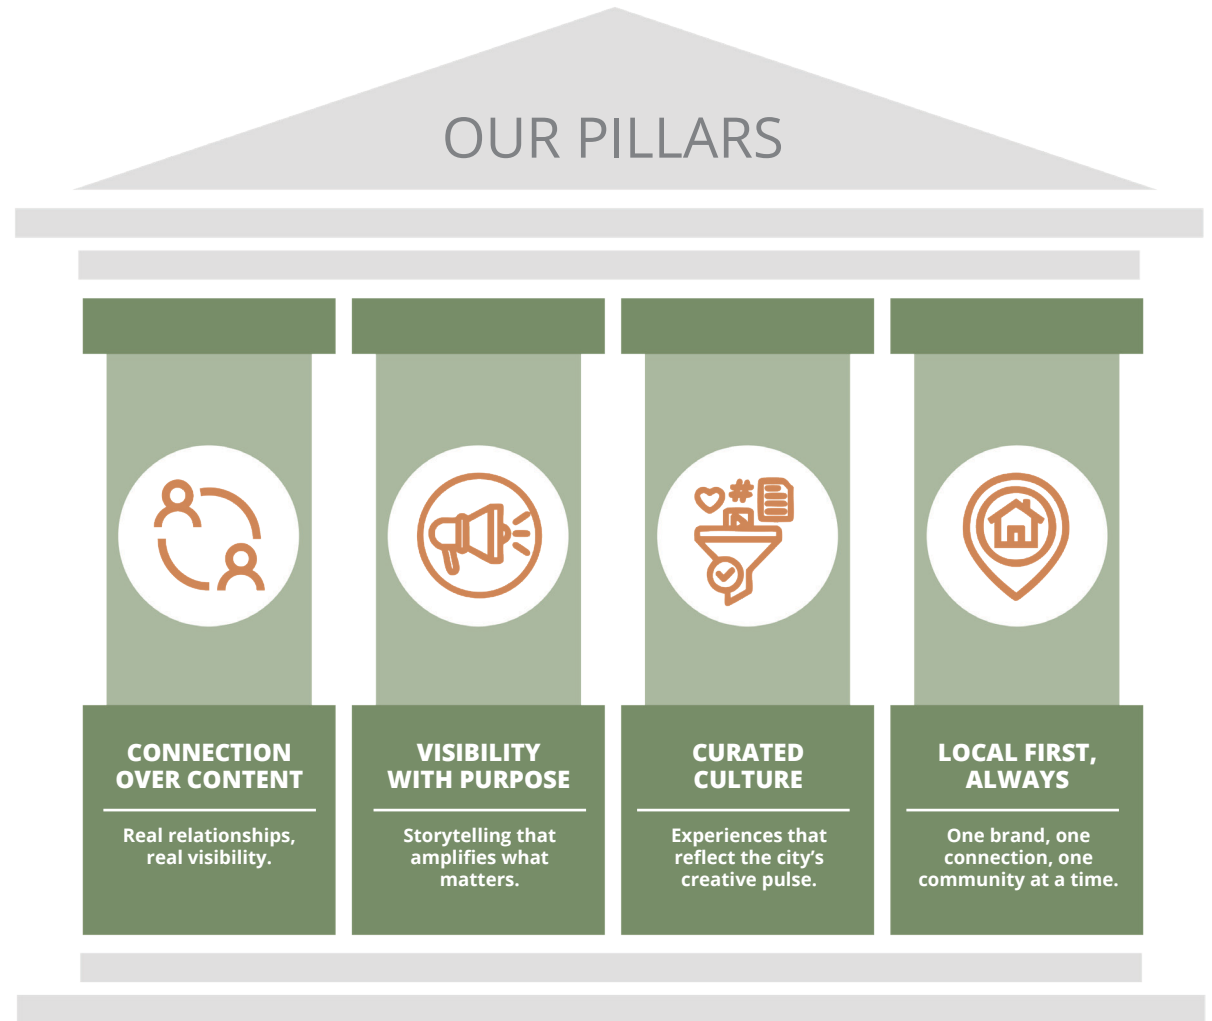 OUR PILLARS
CONNECTION
OVER CONTENT
Real relationships,
real visibility.
VISIBILITY
WITH PURPOSE
Storytelling that
amplifies what
matters.
CURATED
CULTURE
Experiences that
reflect the city’s
creative pulse.
LOCAL FIRST,
ALWAYS
One brand, one
connection, one
community at a time.